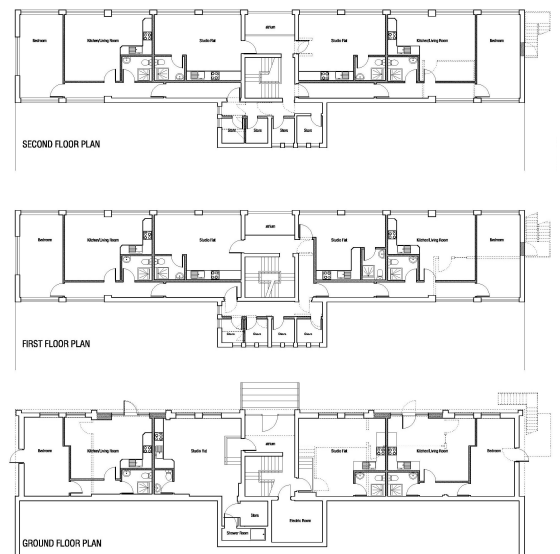 Bedroom
Kitchen/Living Room
Studio Flat
atrium
Studio Flat
Kitchen/Living Room
Bedroom
Store
Store
Store
Store
SECOND FLOOR PLAN
Bedroom
Kitchen/Living Room
Studio Flat
atrium
Studio Flat
Kitchen/Living Room
Bedroom
Store
Store
Store
Store
FIRST FLOOR PLAN
Bedroom
Kitchen/Living Room
Studio Flat
atrium
Studio Flat
Kitchen/Living Room
Bedroom
Store
Electric Room
Shower Room
GROUND FLOOR PLAN